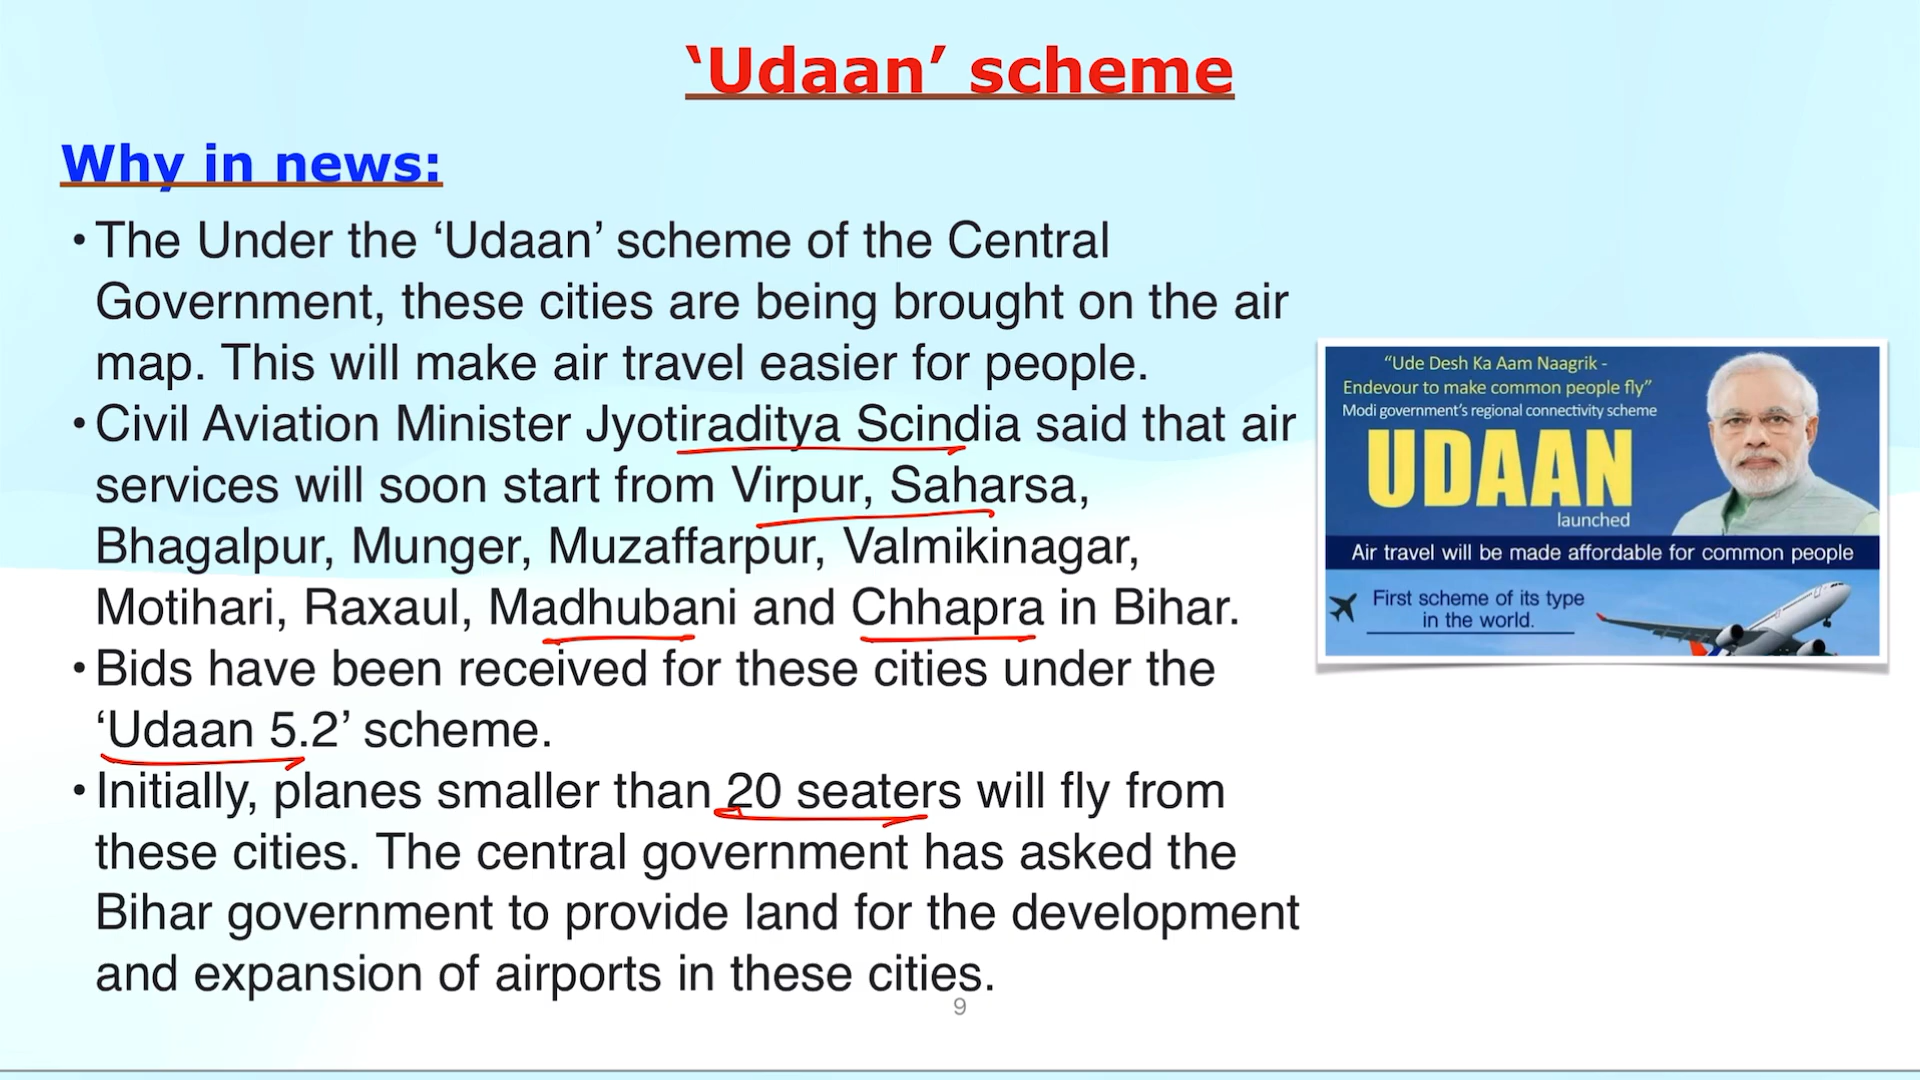 ‘Udaan’ scheme
Why in news:
• The Under the ‘Udaan’ scheme of the Central
Government, these cities are being brought on the air
map. This will make air travel easier for people.
• Civil Aviation Minister Jyotiraditya Scindia said that air
services will soon start from Virpur, Saharsa,
Bhagalpur, Munger, Muzaffarpur, Valmikinagar,
Motihari, Raxaul, Madhubani and Chhapra in Bihar.
• Bids have been received for these cities under the
‘Udaan 5.2’ scheme.
• Initially, planes smaller than 20 seaters will fly from
these cities. The central government has asked the
Bihar government to provide land for the development
and expansion of airports in these cities.
“Ude Desh Ka Aam Naagrik -
Endevour to make common people fly”
Modi government’s regional connectivity scheme
UDAAN
launched
Air travel will be made affordable for common people
First scheme of its type
in the world.
9